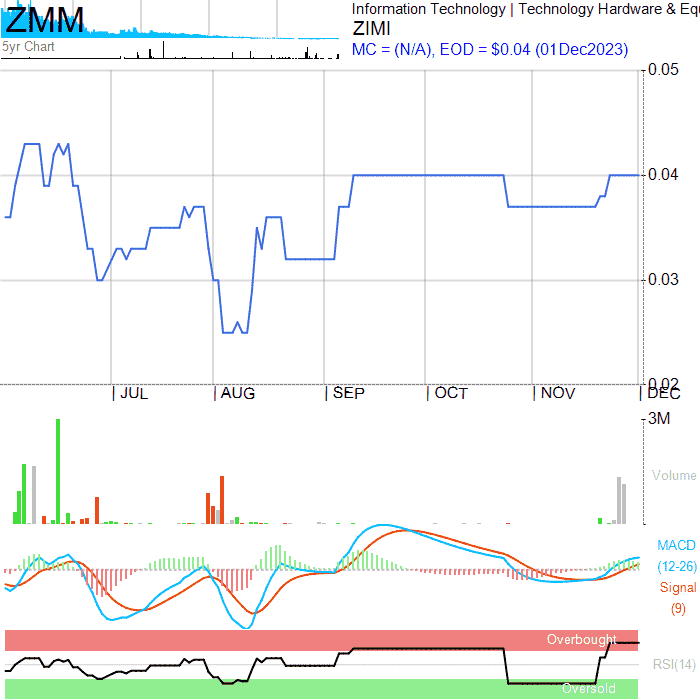 ZMM
Information Technology | Technology Hardware & Equ
ZIMI
5yr Chart
MC = (N/A), EOD = $0.04 (01Dec2023)
0.05
0.04
0.03
0.02
JUL
AUG
SEP
OCT
NOV
DEC
3M
Volume
MACD
(12-26)
Signal
(9)
Overbought
RSI(14)
Oversold